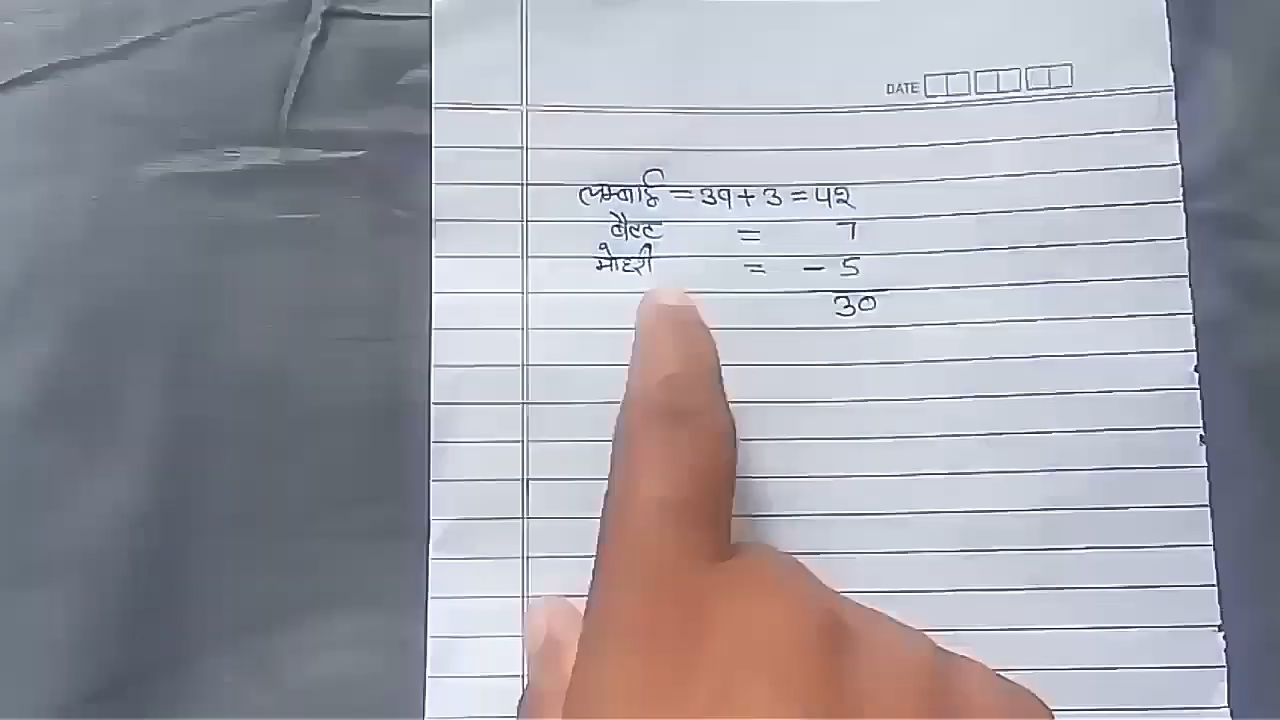 DATE
लम्बाई = 39 + 3 = 42
बैल्ट = 7
मोहरी = - 5
30